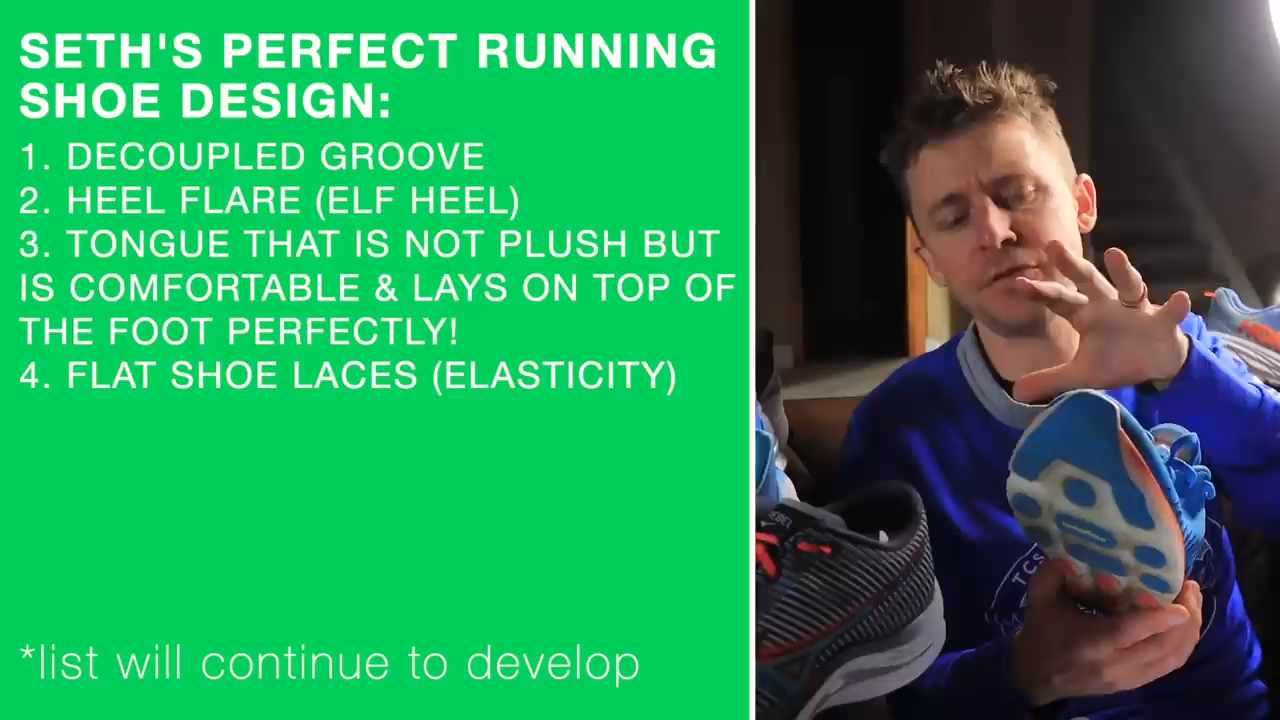 SETH'S PERFECT RUNNING
SHOE DESIGN:
1. DECOUPLED GROOVE
2. HEEL FLARE (ELF HEEL)
3. TONGUE THAT IS NOT PLUSH BUT
IS COMFORTABLE & LAYS ON TOP OF
THE FOOT PERFECTLY!
4. FLAT SHOE LACES (ELASTICITY)
*list will continue to develop
TCS